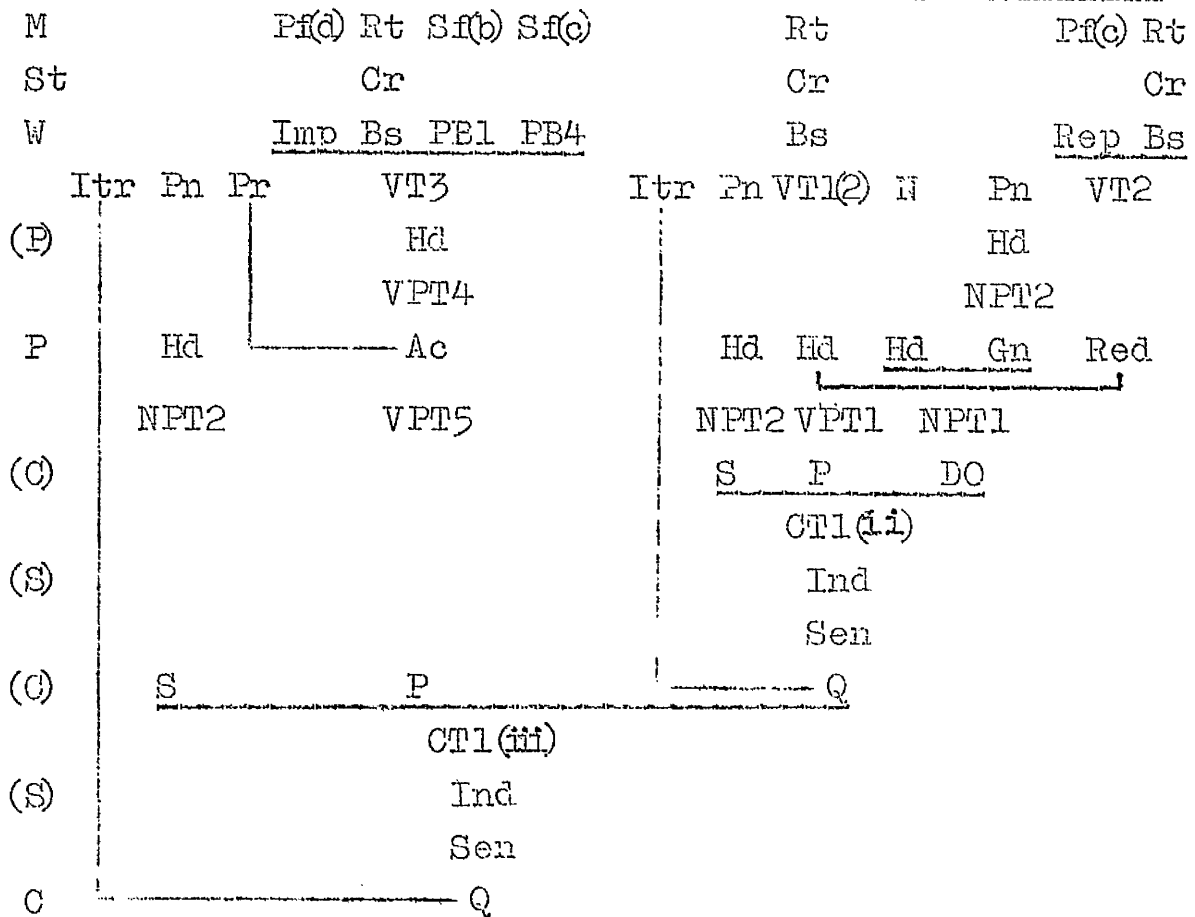 M Pf(d) Rt Sf(b) Sf(c) Rt Pf(c) Rt
St Cr Cr Cr
W Imp Bs PB1 PB4 Bs Rep Bs
Itr Pn Pr VT3 Itr Pn VT1(2) N Pn VT2
(P) Hd Hd
VPT4 NPT2
P Hd Ac Hd Hd Hd Gn Red
NPT2 VPT5 NPT2 VPT1 NPT1
(C) S P DO
CT1(ii)
(S) Ind
Sen
(C) S P Q
CT1(iii)
(S) Ind
Sen
C Q